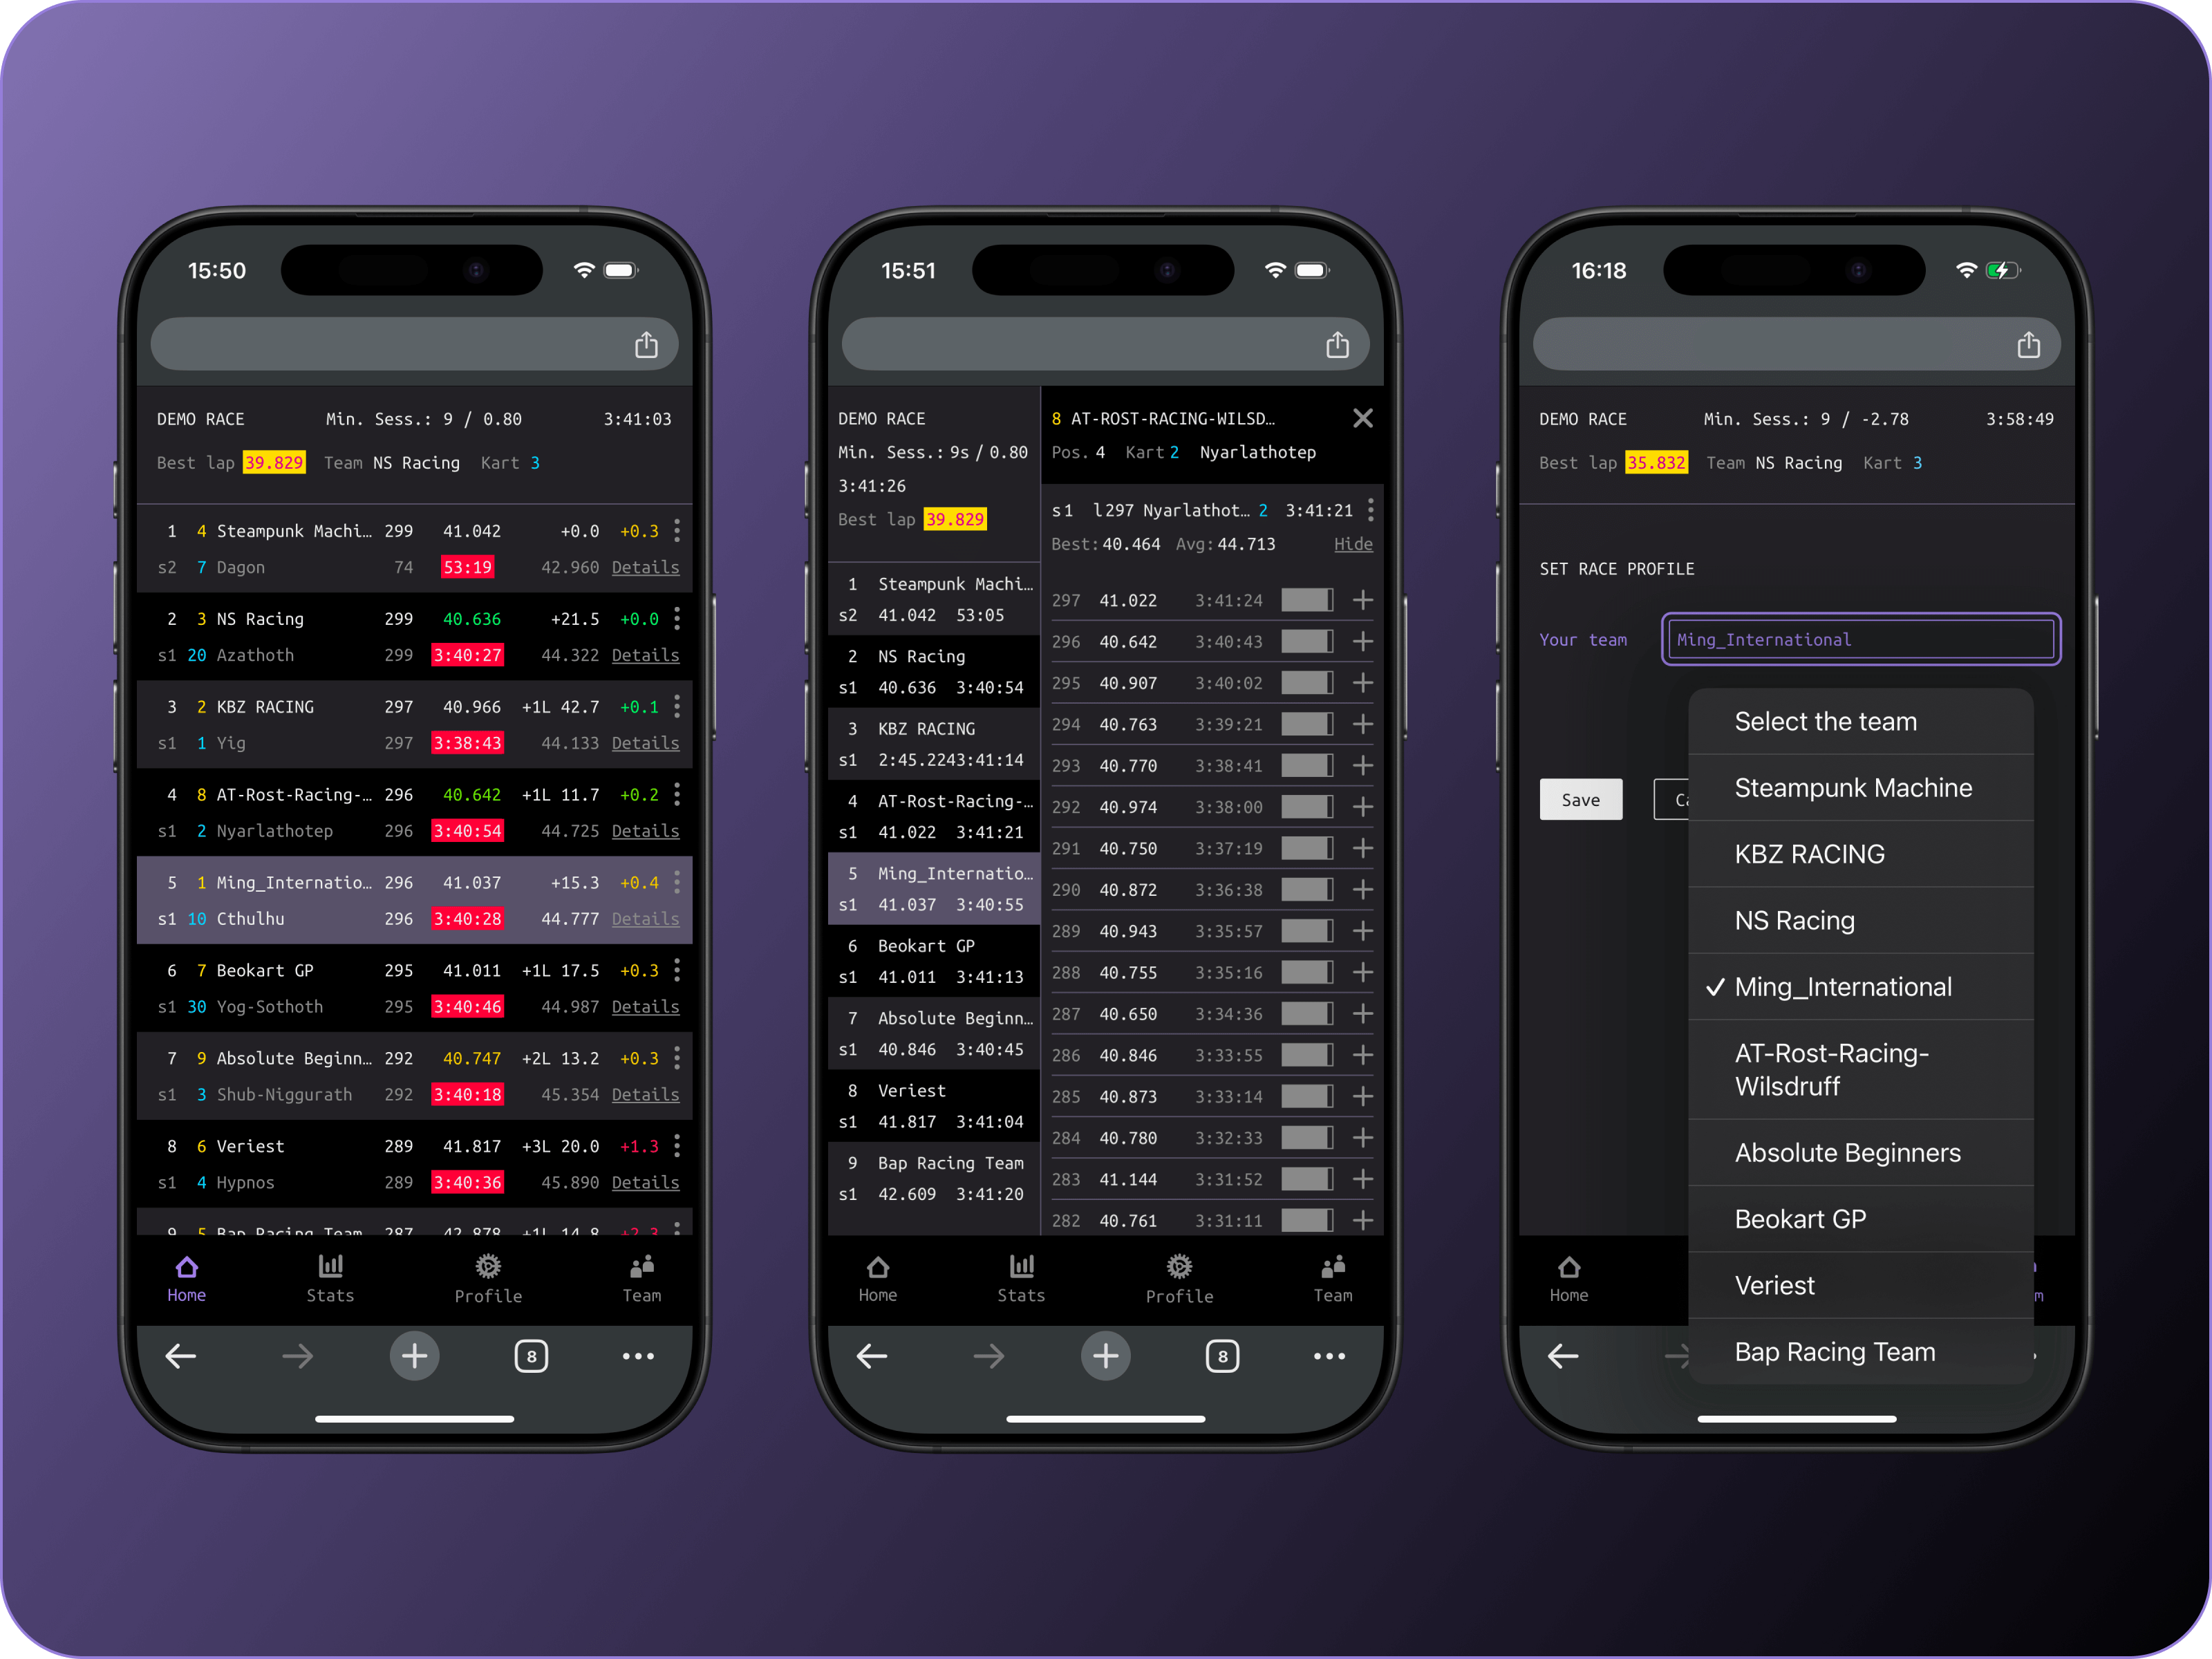 15:50
DEMO RACE Min. Sess.: 9 / 0.80 3:41:03
Best lap 39.829 Team NS Racing Kart 3
1 4 Steampunk Machi… 299 41.042 +0.0 +0.3
s2 7 Dagon 74 53:19 42.960 Details
2 3 NS Racing 299 40.636 +21.5 +0.0
s1 20 Azathoth 299 3:40:27 44.322 Details
3 2 KBZ RACING 297 40.966 +1L 42.7 +0.1
s1 1 Yig 297 3:38:43 44.133 Details
4 8 AT-Rost-Racing-… 296 40.642 +1L 11.7 +0.2
s1 2 Nyarlathotep 296 3:40:54 44.725 Details
5 1 Ming_Internatio… 296 41.037 +15.3 +0.4
s1 10 Cthulhu 296 3:40:28 44.777 Details
6 7 Beokart GP 295 41.011 +1L 17.5 +0.3
s1 30 Yog-Sothoth 295 3:40:46 44.987 Details
7 9 Absolute Beginn… 292 40.747 +2L 13.2 +0.3
s1 3 Shub-Niggurath 292 3:40:18 45.354 Details
8 6 Veriest 289 41.817 +3L 20.0 +1.3
s1 4 Hypnos 289 3:40:36 45.890 Details
9 5 Bap Racing Team 287 42.878 +1L 14.8 +2.3
Home Stats Profile Team
8
15:51
DEMO RACE
Min. Sess.: 9s / 0.80
3:41:26
Best lap 39.829
1 Steampunk Machi…
s2 41.042 53:05
2 NS Racing
s1 40.636 3:40:54
3 KBZ RACING
s1 2:45.2243:41:14
4 AT-Rost-Racing-…
s1 41.022 3:41:21
5 Ming_Internatio…
s1 41.037 3:40:55
6 Beokart GP
s1 41.011 3:41:13
7 Absolute Beginn…
s1 40.846 3:40:45
8 Veriest
s1 41.817 3:41:04
9 Bap Racing Team
s1 42.609 3:41:20
8 AT-ROST-RACING-WILSD…
Pos. 4 Kart 2 Nyarlathotep
s1 l297 Nyarlathot… 2 3:41:21
Best: 40.464 Avg: 44.713 Hide
297 41.022 3:41:24
296 40.642 3:40:43
295 40.907 3:40:02
294 40.763 3:39:21
293 40.770 3:38:41
292 40.974 3:38:00
291 40.750 3:37:19
290 40.872 3:36:38
289 40.943 3:35:57
288 40.755 3:35:16
287 40.650 3:34:36
286 40.846 3:33:55
285 40.873 3:33:14
284 40.780 3:32:33
283 41.144 3:31:52
282 40.761 3:31:11
Home Stats Profile Team
8
16:18
DEMO RACE Min. Sess.: 9 / -2.78 3:58:49
Best lap 35.832 Team NS Racing Kart 3
SET RACE PROFILE
Your team Ming_International
Save
Select the team
Steampunk Machine
KBZ RACING
NS Racing
Ming_International
AT-Rost-Racing-
Wilsdruff
Absolute Beginners
Beokart GP
Veriest
Bap Racing Team
Home